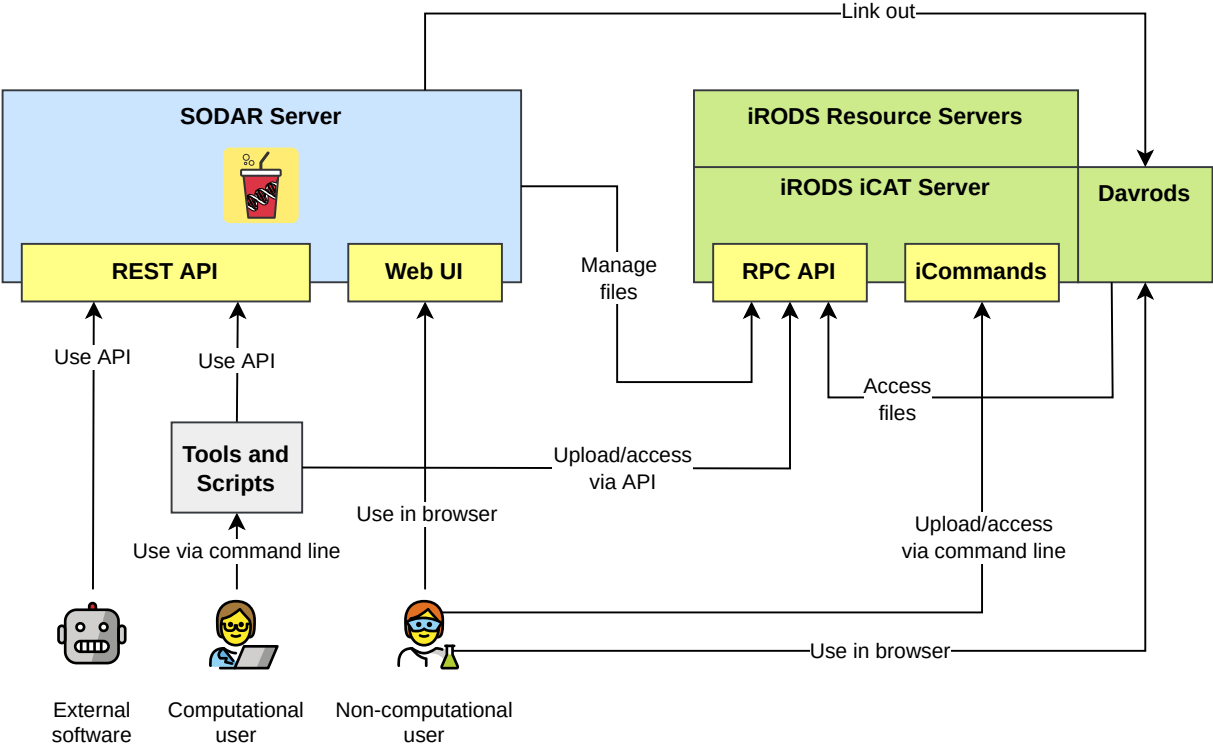 Link out
SODAR Server
iRODS Resource Servers
iRODS iCAT Server
Davrods
REST API
Web UI
RPC API
iCommands
Manage
files
Use API
Use API
Access
files
Tools and
Scripts
Upload/access
via API
Use in browser
Upload/access
via command line
Use via command line
Use in browser
External
software
Computational
user
Non-computational
user